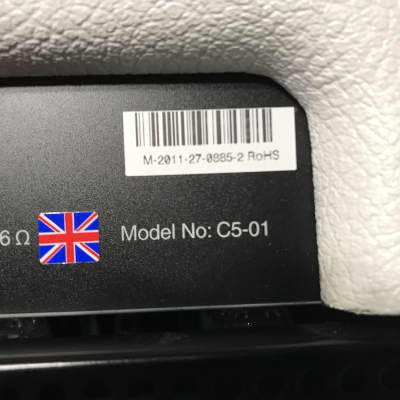 M-2011-27-0885-2 RoHS
6 Ω
Model No: C5-01